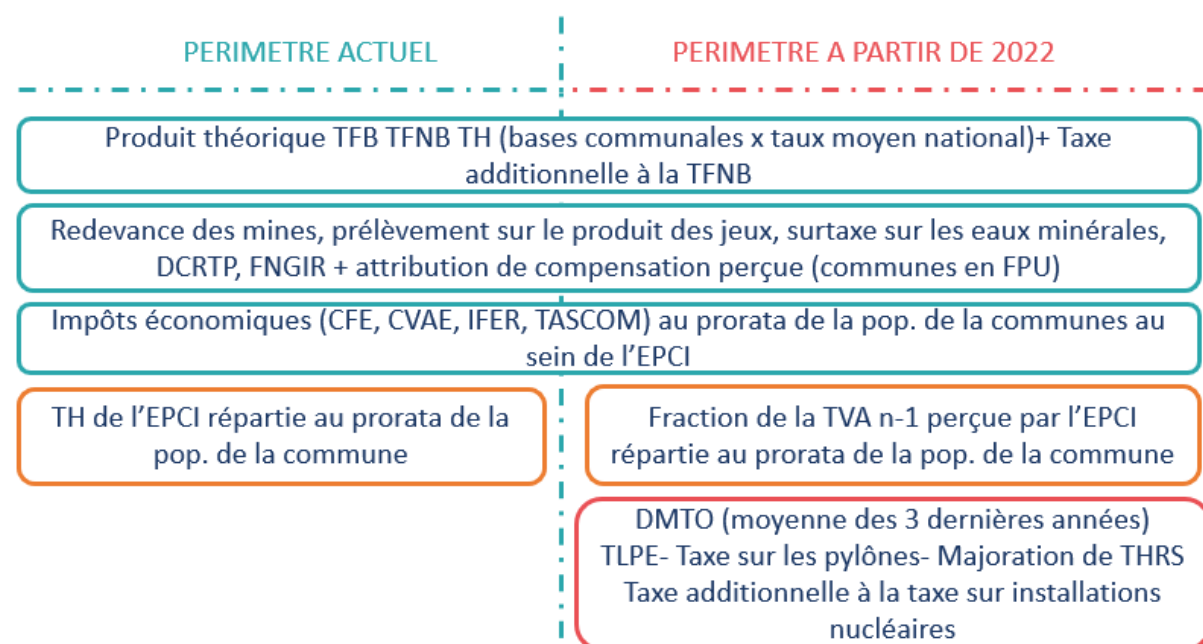 PERIMETRE ACTUEL
PERIMETRE A PARTIR DE 2022
Produit théorique TFB TFNB TH (bases communales x taux moyen national)+ Taxe
additionnelle à la TFNB
Redevance des mines, prélèvement sur le produit des jeux, surtaxe sur les eaux minérales,
DCRTP, FNGIR + attribution de compensation perçue (communes en FPU)
Impôts économiques (CFE, CVAE, IFER, TASCOM) au prorata de la pop. de la communes au
sein de l’EPCI
TH de l’EPCI répartie au prorata de la
pop. de la commune
Fraction de la TVA n-1 perçue par l’EPCI
répartie au prorata de la pop. de la commune
DMTO (moyenne des 3 dernières années)
TLPE- Taxe sur les pylônes- Majoration de THRS
Taxe additionnelle à la taxe sur installations
nucléaires